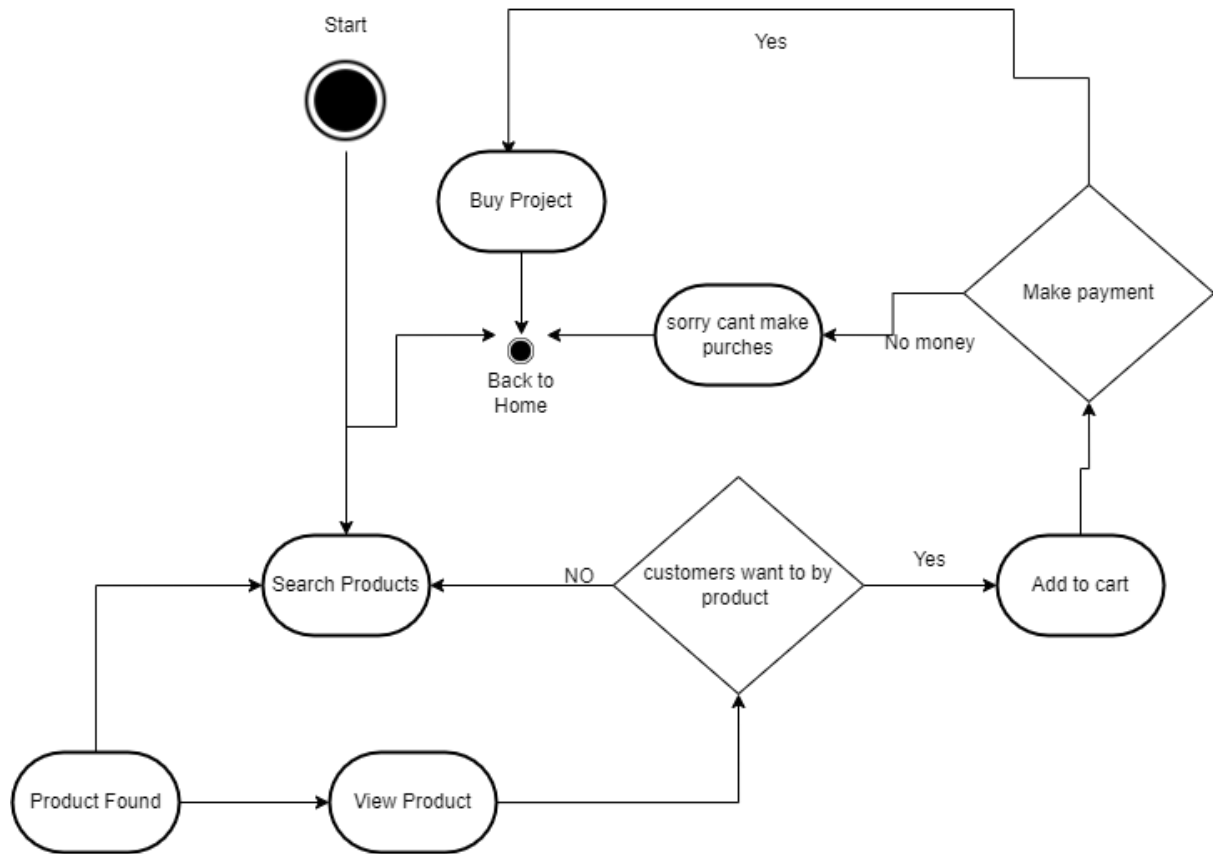 Start
Yes
Buy Project
Make payment
sorry cant make
purches
No money
Back to
Home
customers want to by
product
NO
Yes
Search Products
Add to cart
Product Found
View Product